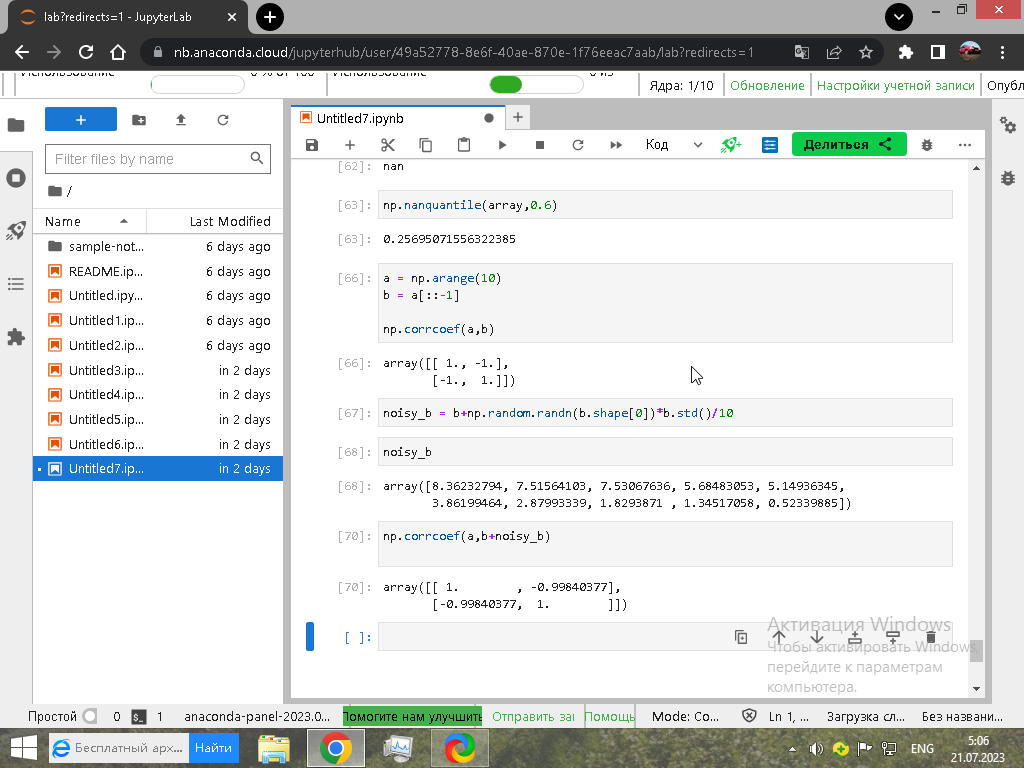 lab?redirects=1 - JupyterLab
nb.anaconda.cloud/jupyterhub/user/49a52778-8e6f-40ae-870e-1f76eeac7aab/lab?redirects=1
Использование 0 % от 100 Использование 0 из
Ядра: 1/10 Обновление Настройки учетной записи Опубл
Filter files by name
/
Name Last Modified
sample-not... 6 days ago
README.ip... 6 days ago
Untitled.ipy... 6 days ago
Untitled1.ip... 6 days ago
Untitled2.ip... 6 days ago
Untitled3.ip... in 2 days
Untitled4.ip... in 2 days
Untitled5.ip... in 2 days
Untitled6.ip... in 2 days
Untitled7.ip... in 2 days
Untitled7.ipynb
Код Делиться
[62]: nan
[63]: np.nanquantile(array,0.6)
[63]: 0.25695071556322385
[66]: a = np.arange(10)
b = a[::-1]
np.corrcoef(a,b)
[66]: array([[ 1., -1.],
[-1.,  1.]])
[67]: noisy_b = b+np.random.randn(b.shape[0])*b.std()/10
[68]: noisy_b
[68]: array([8.36232794, 7.51564103, 7.53067636, 5.68483053, 5.14936345,
3.86199464, 2.87993339, 1.8293871 , 1.34517058, 0.52339885])
[70]: np.corrcoef(a,b+noisy_b)
[70]: array([[ 1.        , -0.99840377],
[-0.99840377,  1.        ]])
[ ]:
Активация Windows
Чтобы активировать Windows,
перейдите к параметрам
компьютера.
Простой 0 1 anaconda-panel-2023.0... Помогите нам улучшить Отправить за Помощь Mode: Co... Ln 1, ... Загрузка сл... Без названи...
Бесплатный арх... Найти
ENG
5:06
21.07.2023